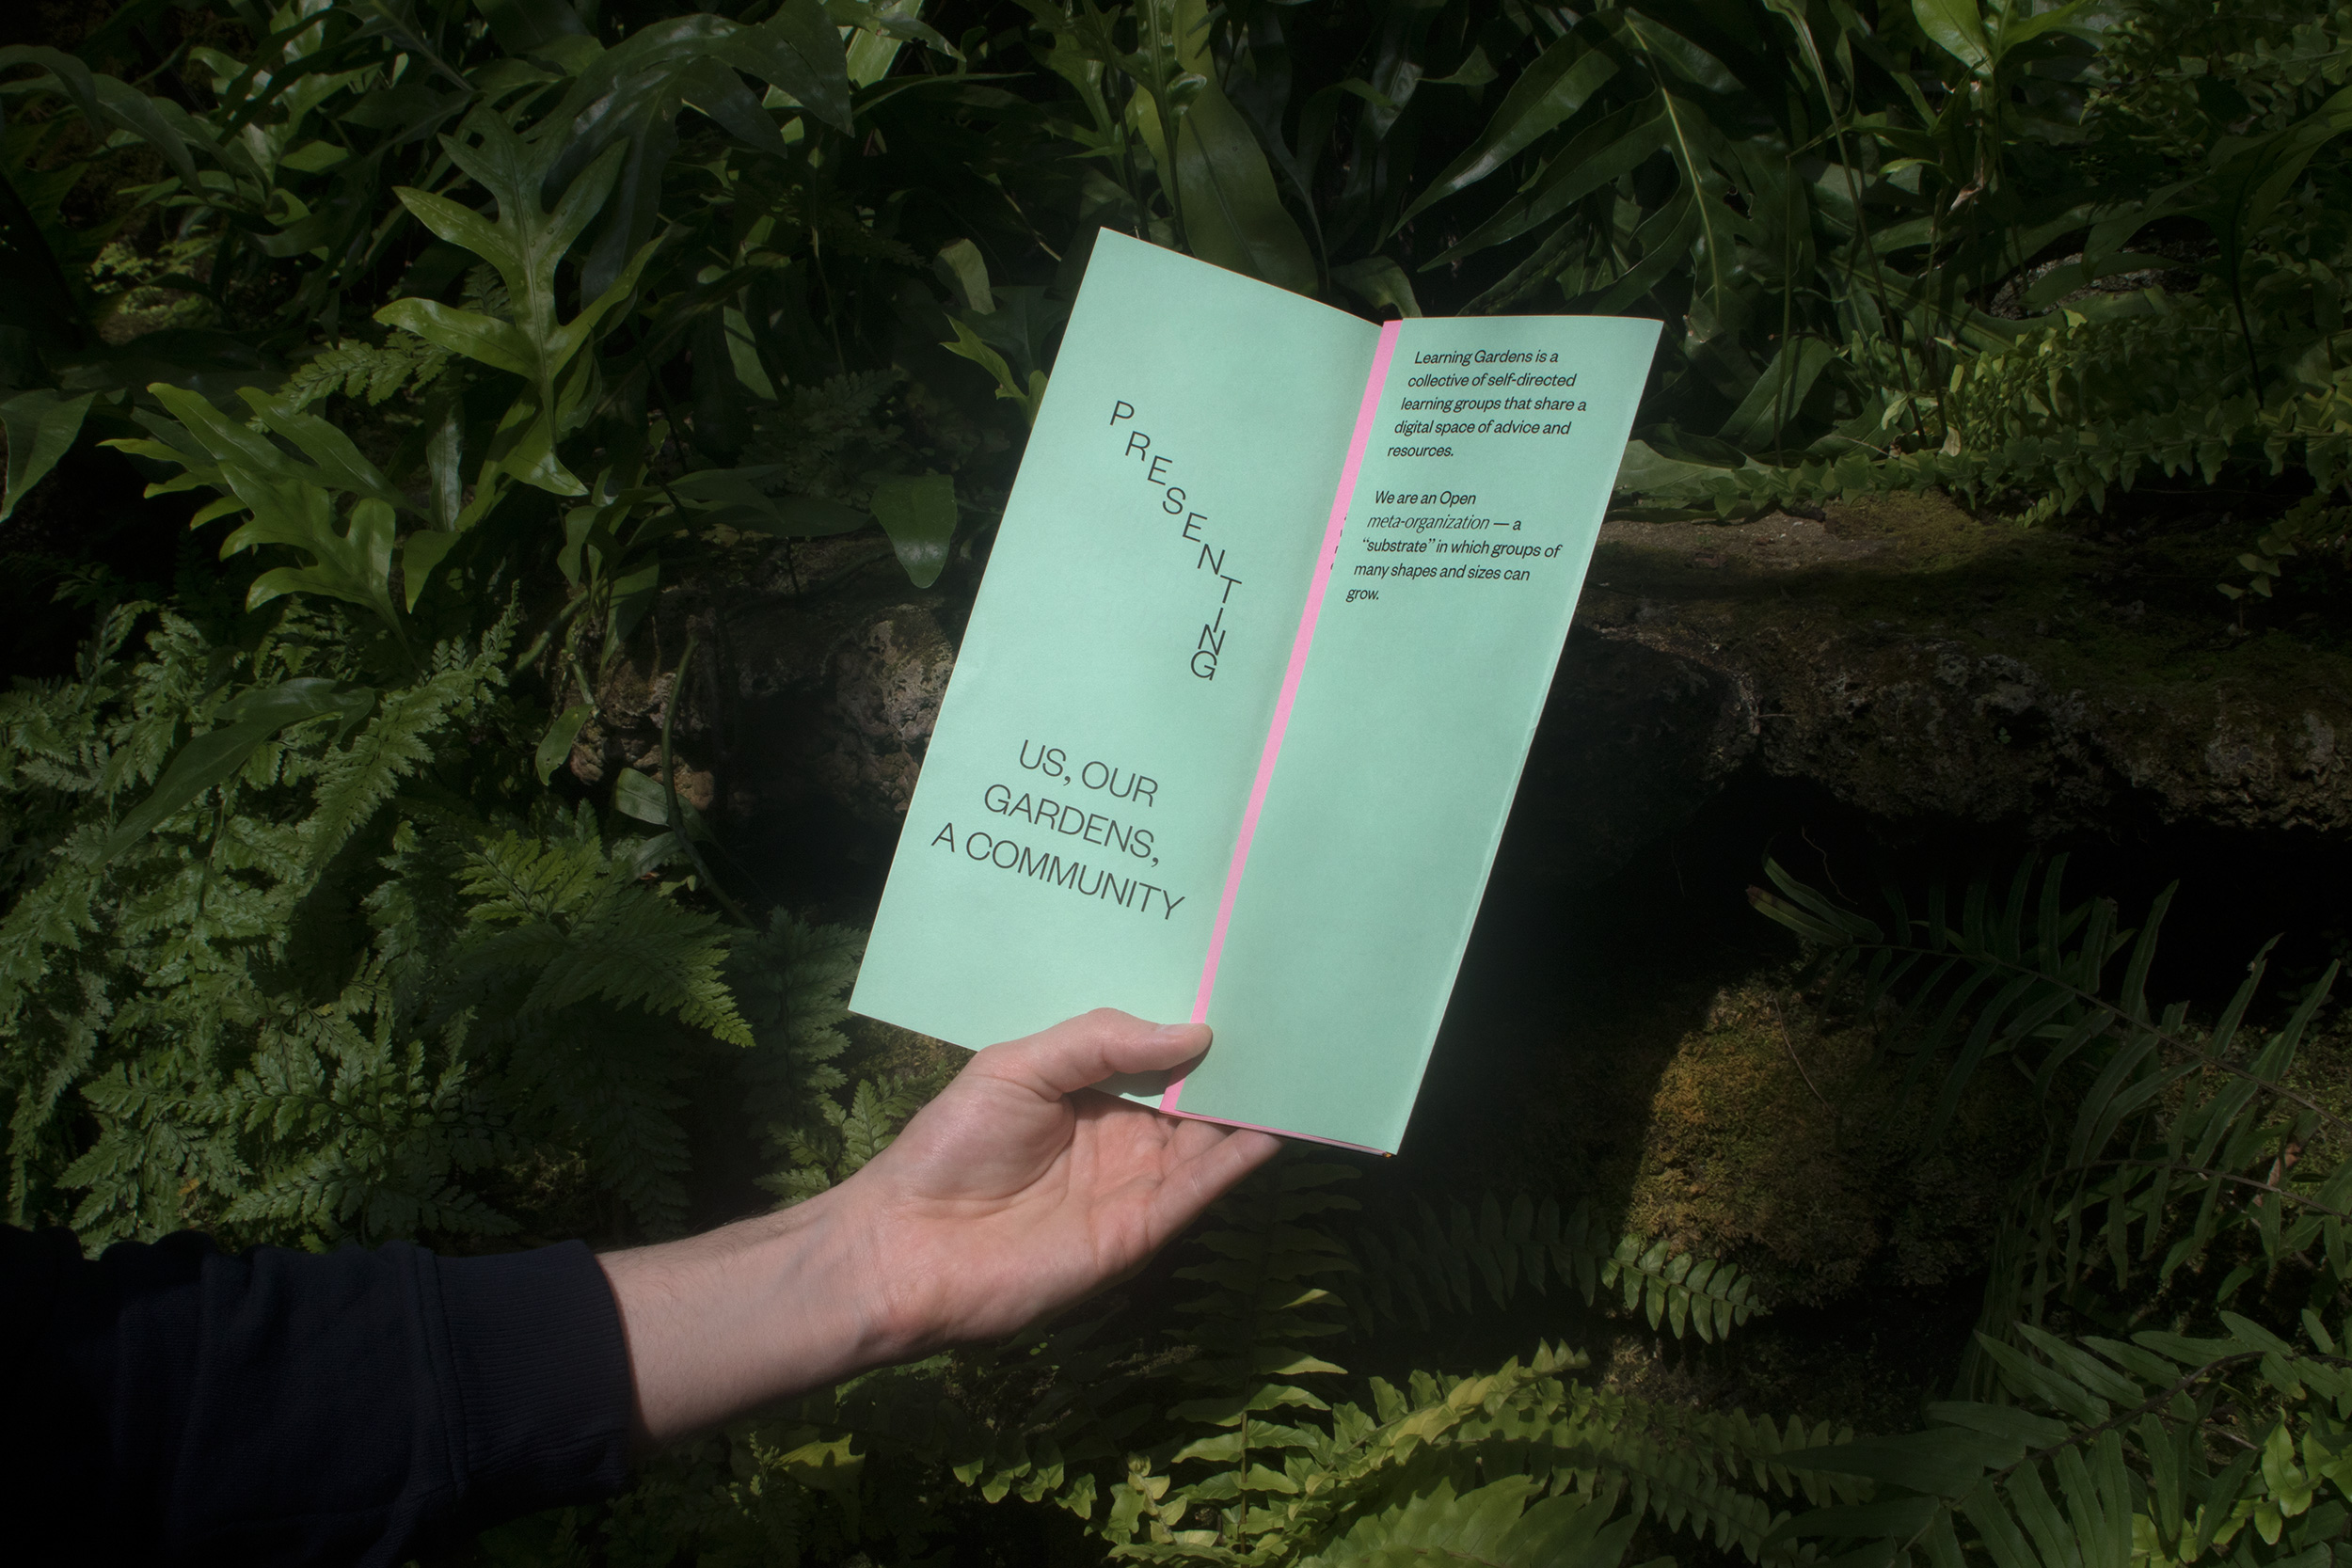 PRESENTING
US, OUR
GARDENS,
A COMMUNITY
Learning Gardens is a
collective of self-directed
learning groups that share a
digital space of advice and
resources.
We are an Open
meta-organization — a
“substrate” in which groups of
many shapes and sizes can
grow.